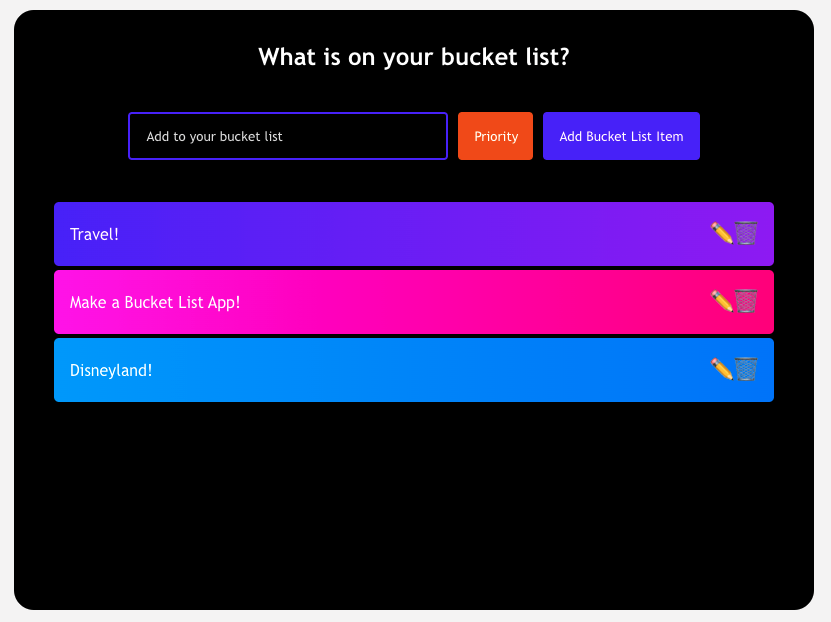 What is on your bucket list?
Add to your bucket list
Priority
Add Bucket List Item
Travel!
Make a Bucket List App!
Disneyland!